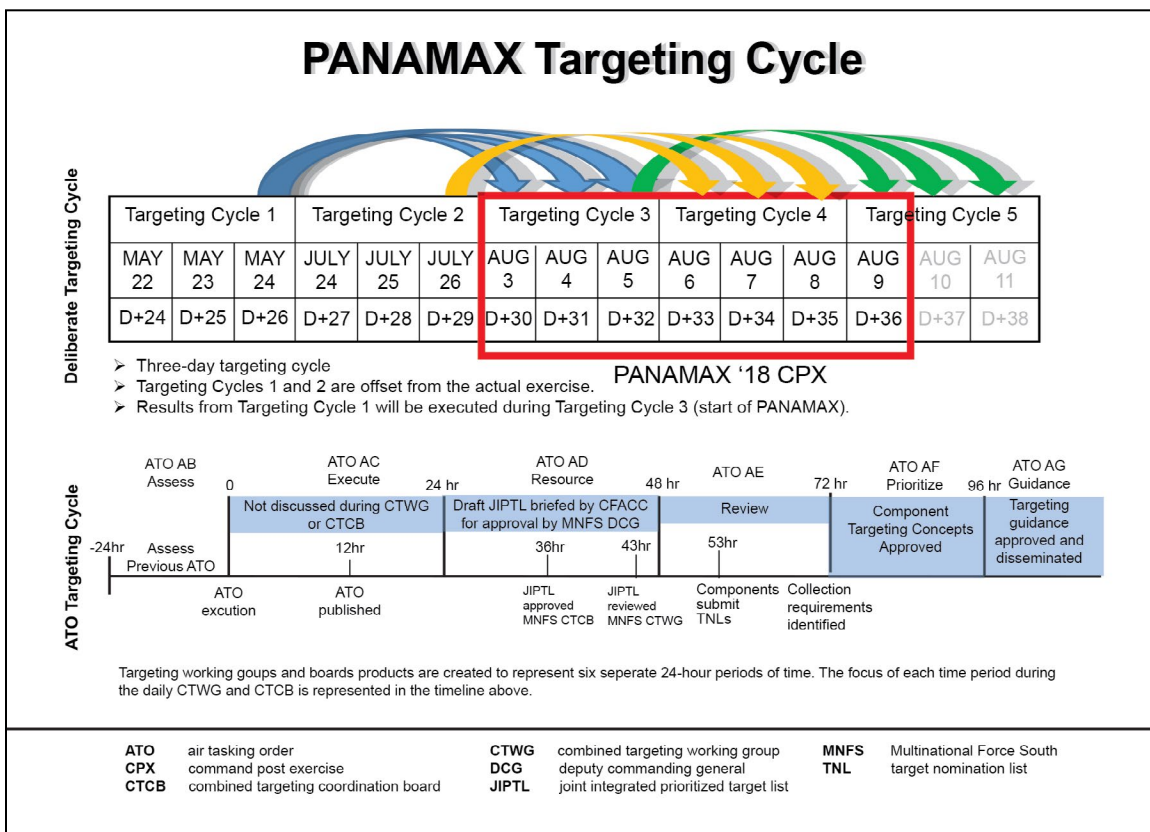 PANAMAX Targeting Cycle
Deliberate Targeting Cycle
Targeting Cycle 1 Targeting Cycle 2 Targeting Cycle 3 Targeting Cycle 4 Targeting Cycle 5
MAY 22 MAY 23 MAY 24 JULY 24 JULY 25 JULY 26 AUG 3 AUG 4 AUG 5 AUG 6 AUG 7 AUG 8 AUG 9 AUG 10 AUG 11
D+24 D+25 D+26 D+27 D+28 D+29 D+30 D+31 D+32 D+33 D+34 D+35 D+36 D+37 D+38
PANAMAX '18 CPX
➢ Three-day targeting cycle
➢ Targeting Cycles 1 and 2 are offset from the actual exercise.
➢ Results from Targeting Cycle 1 will be executed during Targeting Cycle 3 (start of PANAMAX).
ATO Targeting Cycle
ATO AB
Assess
ATO AC
Execute
ATO AD
Resource
ATO AE
ATO AF
Prioritize
ATO AG
Guidance
0 24 hr 48 hr 72 hr 96 hr
Not discussed during CTWG
or CTCB
Draft JIPTL briefed by CFACC
for approval by MNFS DCG
Review
Component
Targeting Concepts
Approved
Targeting
guidance
approved and
disseminated
-24hr
Assess
Previous ATO
12hr 36hr 43hr 53hr
ATO
excution
ATO
published
JIPTL
approved
MNFS CTCB
JIPTL
reviewed
MNFS CTWG
Components
submit
TNLs
Collection
requirements
identified
Targeting working goups and boards products are created to represent six seperate 24-hour periods of time. The focus of each time period during
the daily CTWG and CTCB is represented in the timeline above.
ATO air tasking order
CPX command post exercise
CTCB combined targeting coordination board
CTWG combined targeting working group
DCG deputy commanding general
JIPTL joint integrated prioritized target list
MNFS Multinational Force South
TNL target nomination list